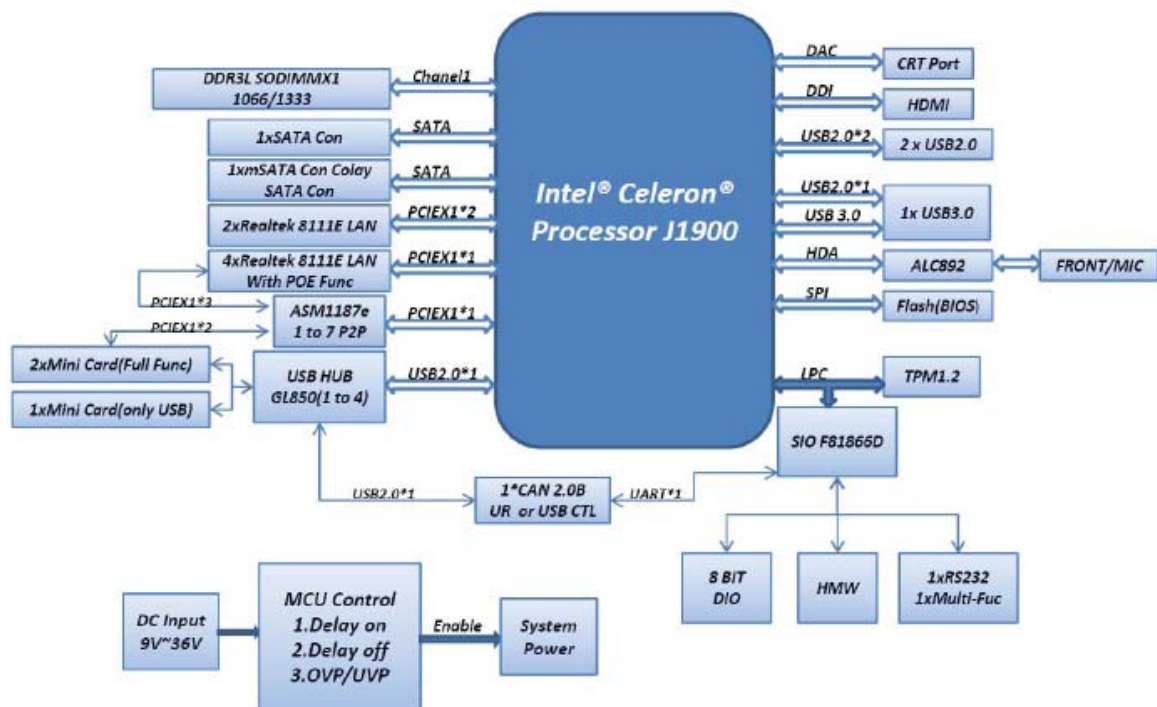 DDR3L SODIMMX1
1066/1333
Chanel1
1xSATA Con
SATA
1xmSATA Con Colay
SATA Con
SATA
2xRealtek 8111E LAN
PCIEX1*2
4xRealtek 8111E LAN
With POE Func
PCIEX1*1
PCIEX1*3
ASM1187e
1 to 7 P2P
PCIEX1*1
PCIEX1*2
2xMini Card(Full Func)
1xMini Card(only USB)
USB HUB
GL850(1 to 4)
USB2.0*1
Intel® Celeron®
Processor J1900
DAC
CRT Port
DDI
HDMI
USB2.0*2
2 x USB2.0
USB2.0*1
USB 3.0
1x USB3.0
HDA
ALC892
FRONT/MIC
SPI
Flash(BIOS)
LPC
TPM1.2
SIO F81866D
USB2.0*1
1*CAN 2.0B
UR or USB CTL
UART*1
8 BIT
DIO
HMW
1xRS232
1xMulti-Fuc
DC Input
9V~36V
MCU Control
1.Delay on
2.Delay off
3.OVP/UVP
Enable
System
Power